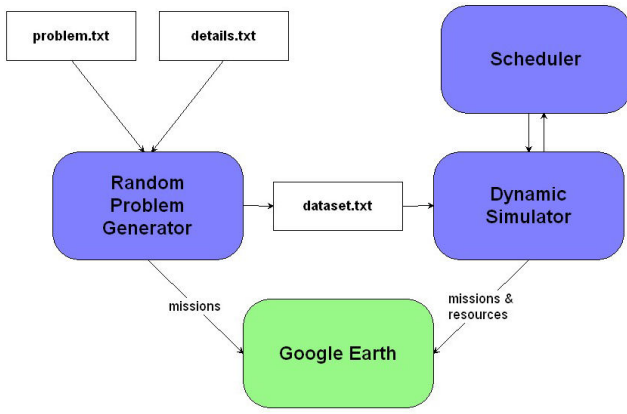 problem.txt
details.txt
Scheduler
Random
Problem
Generator
dataset.txt
Dynamic
Simulator
missions
missions &
resources
Google Earth